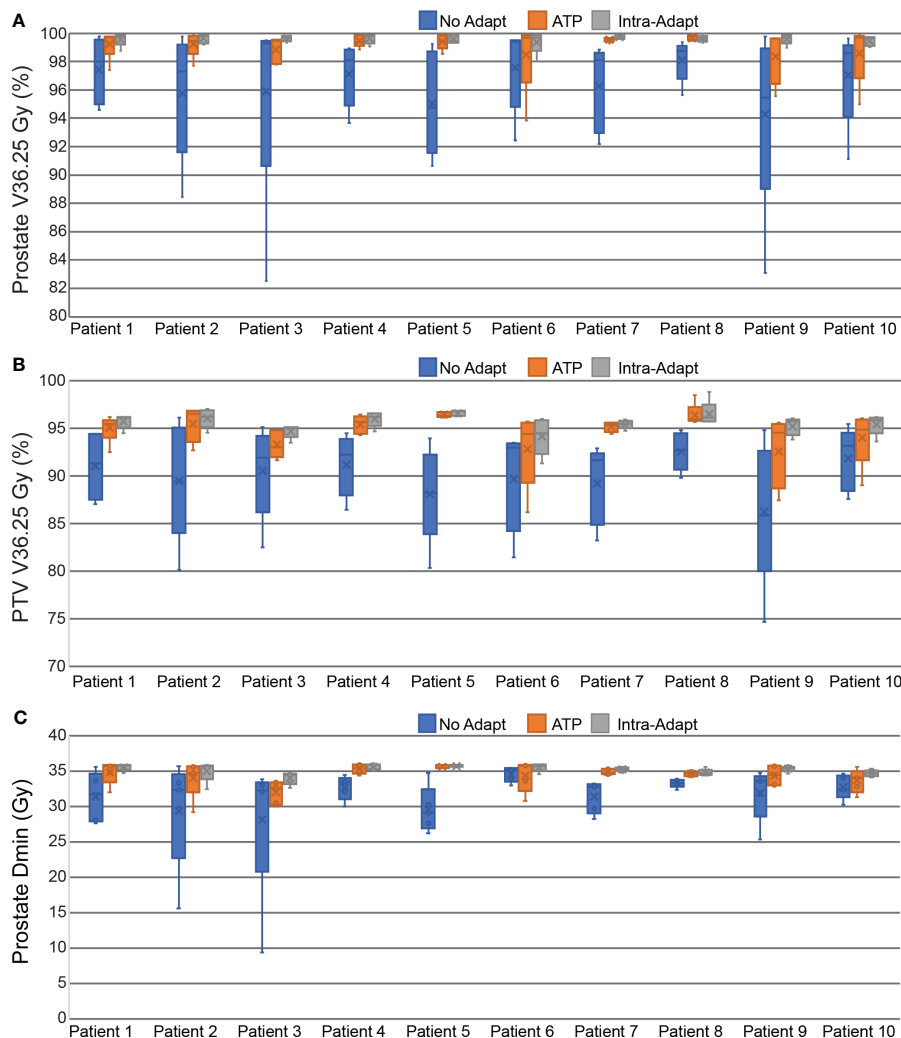 A
No Adapt ATP Intra-Adapt
Prostate V36.25 Gy (%)
100
98
96
94
92
90
88
86
84
82
80
Patient 1 Patient 2 Patient 3 Patient 4 Patient 5 Patient 6 Patient 7 Patient 8 Patient 9 Patient 10
B
No Adapt ATP Intra-Adapt
PTV V36.25 Gy (%)
100
95
90
85
80
75
70
Patient 1 Patient 2 Patient 3 Patient 4 Patient 5 Patient 6 Patient 7 Patient 8 Patient 9 Patient 10
C
No Adapt ATP Intra-Adapt
Prostate Dmin (Gy)
40
35
30
25
20
15
10
5
0
Patient 1 Patient 2 Patient 3 Patient 4 Patient 5 Patient 6 Patient 7 Patient 8 Patient 9 Patient 10